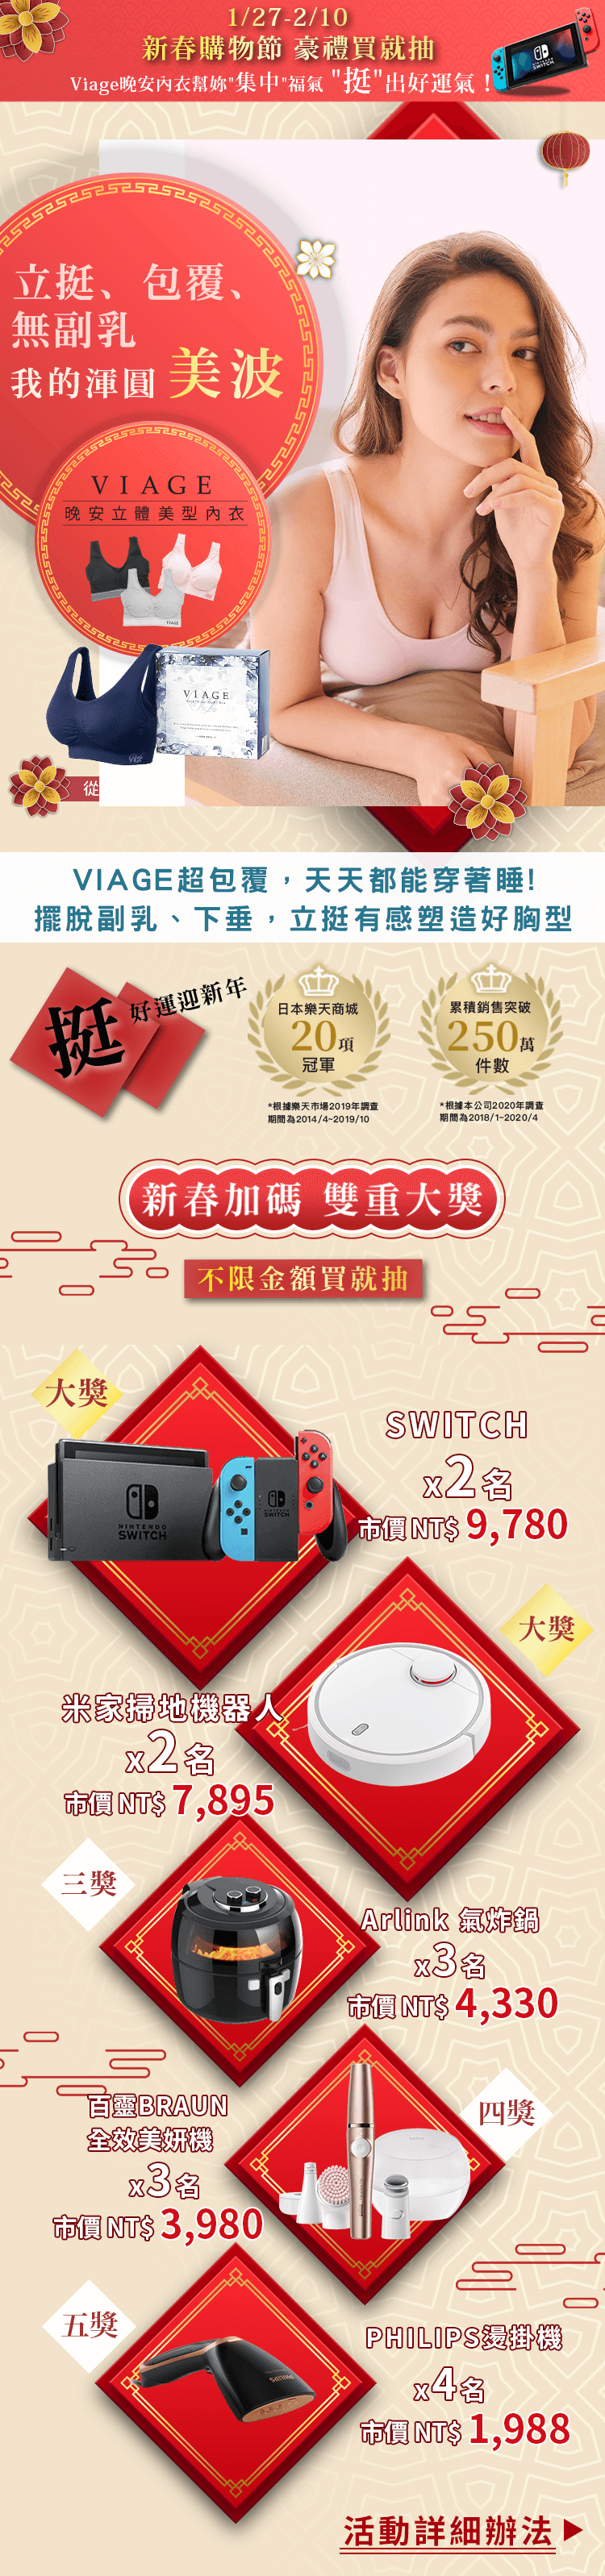 1/27-2/10
新春購物節 豪禮買就抽
Viage晚安內衣幫妳"集中"福氣 "挺"出好運氣！
立挺、包覆、
無副乳
我的渾圓 美波
VIAGE
晚安立體美型內衣
VIAGE
VIAGE
從
VIAGE超包覆，天天都能穿著睡!
擺脫副乳、下垂，立挺有感塑造好胸型
挺
好運迎新年
日本樂天商城
20項
冠軍
*根據樂天市場2019年調查
期間為2014/4~2019/10
累積銷售突破
250萬
件數
*根據本公司2020年調查
期間為2018/1~2020/4
新春加碼 雙重大獎
不限金額買就抽
大獎
NINTENDO
SWITCH
NINTENDO
SWITCH
SWITCH
x2名
市價 NT$ 9,780
大獎
米家掃地機器人
x2名
市價 NT$ 7,895
三獎
Arlink 氣炸鍋
x3名
市價 NT$ 4,330
四獎
百靈BRAUN
全效美妍機
x3名
市價 NT$ 3,980
五獎
PHILIPS
PHILIPS燙掛機
x4名
市價 NT$ 1,988
活動詳細辦法▶